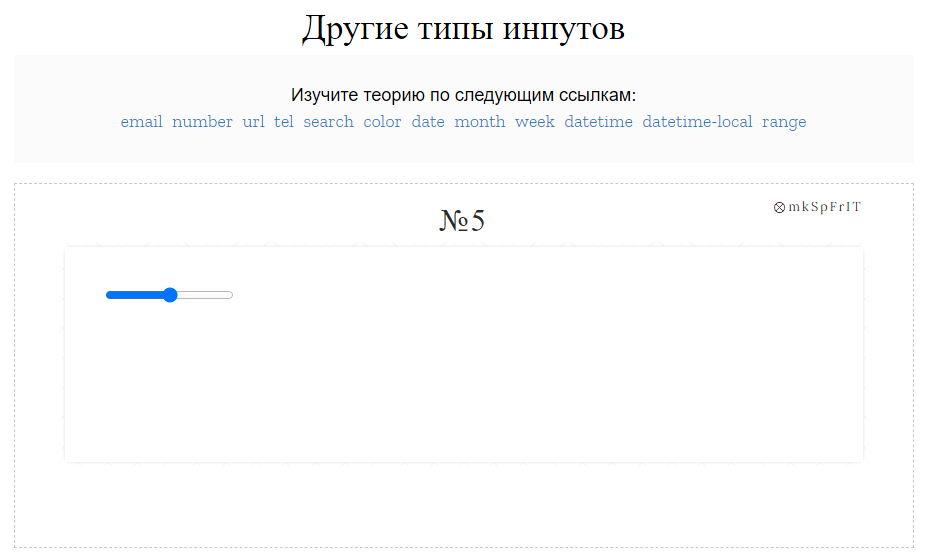 Другие типы инпутов
Изучите теорию по следующим ссылкам:
email number url tel search color date month week datetime datetime-local range
№5
⊗mkSpFrIT